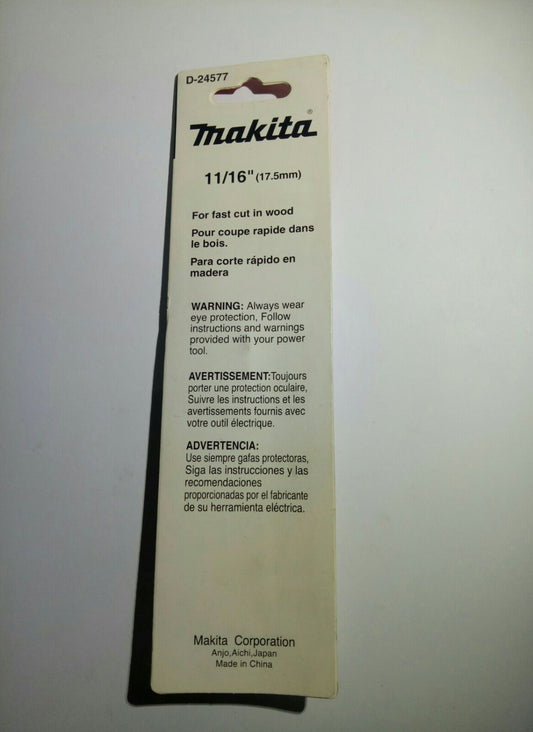 D-24577
makita®
11/16" (17.5mm)
For fast cut in wood
Pour coupe rapide dans
le bois.
Para corte rápido en
madera
WARNING: Always wear
eye protection, Follow
instructions and warnings
provided with your power
tool.
AVERTISSEMENT:Toujours
porter une protection oculaire,
Suivre les instructions et les
avertissements fournis avec
votre outil électrique.
ADVERTENCIA:
Use siempre gafas protectoras,
Siga las instrucciones y las
recomendaciones
proporcionadas por el fabricante
de su herramienta eléctrica.
Makita Corporation
Anjo,Aichi,Japan
Made in China